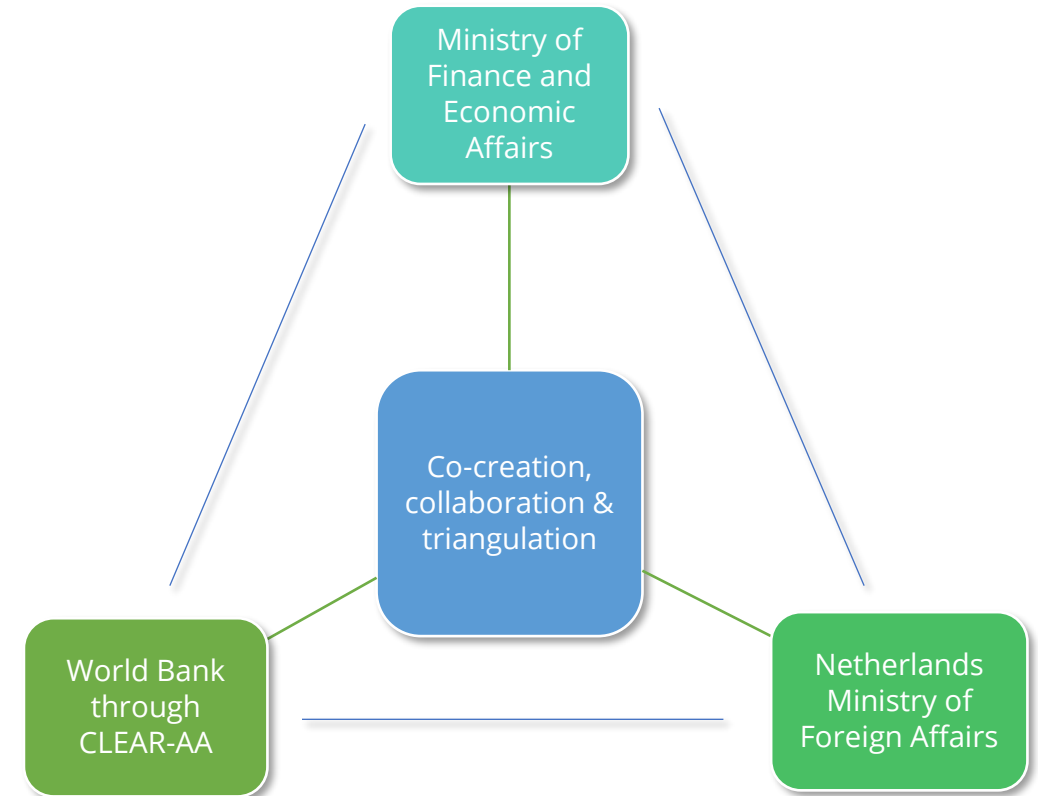 Ministry of
Finance and
Economic
Affairs
Co-creation,
collaboration &
triangulation
World Bank
through
CLEAR-AA
Netherlands
Ministry of
Foreign Affairs